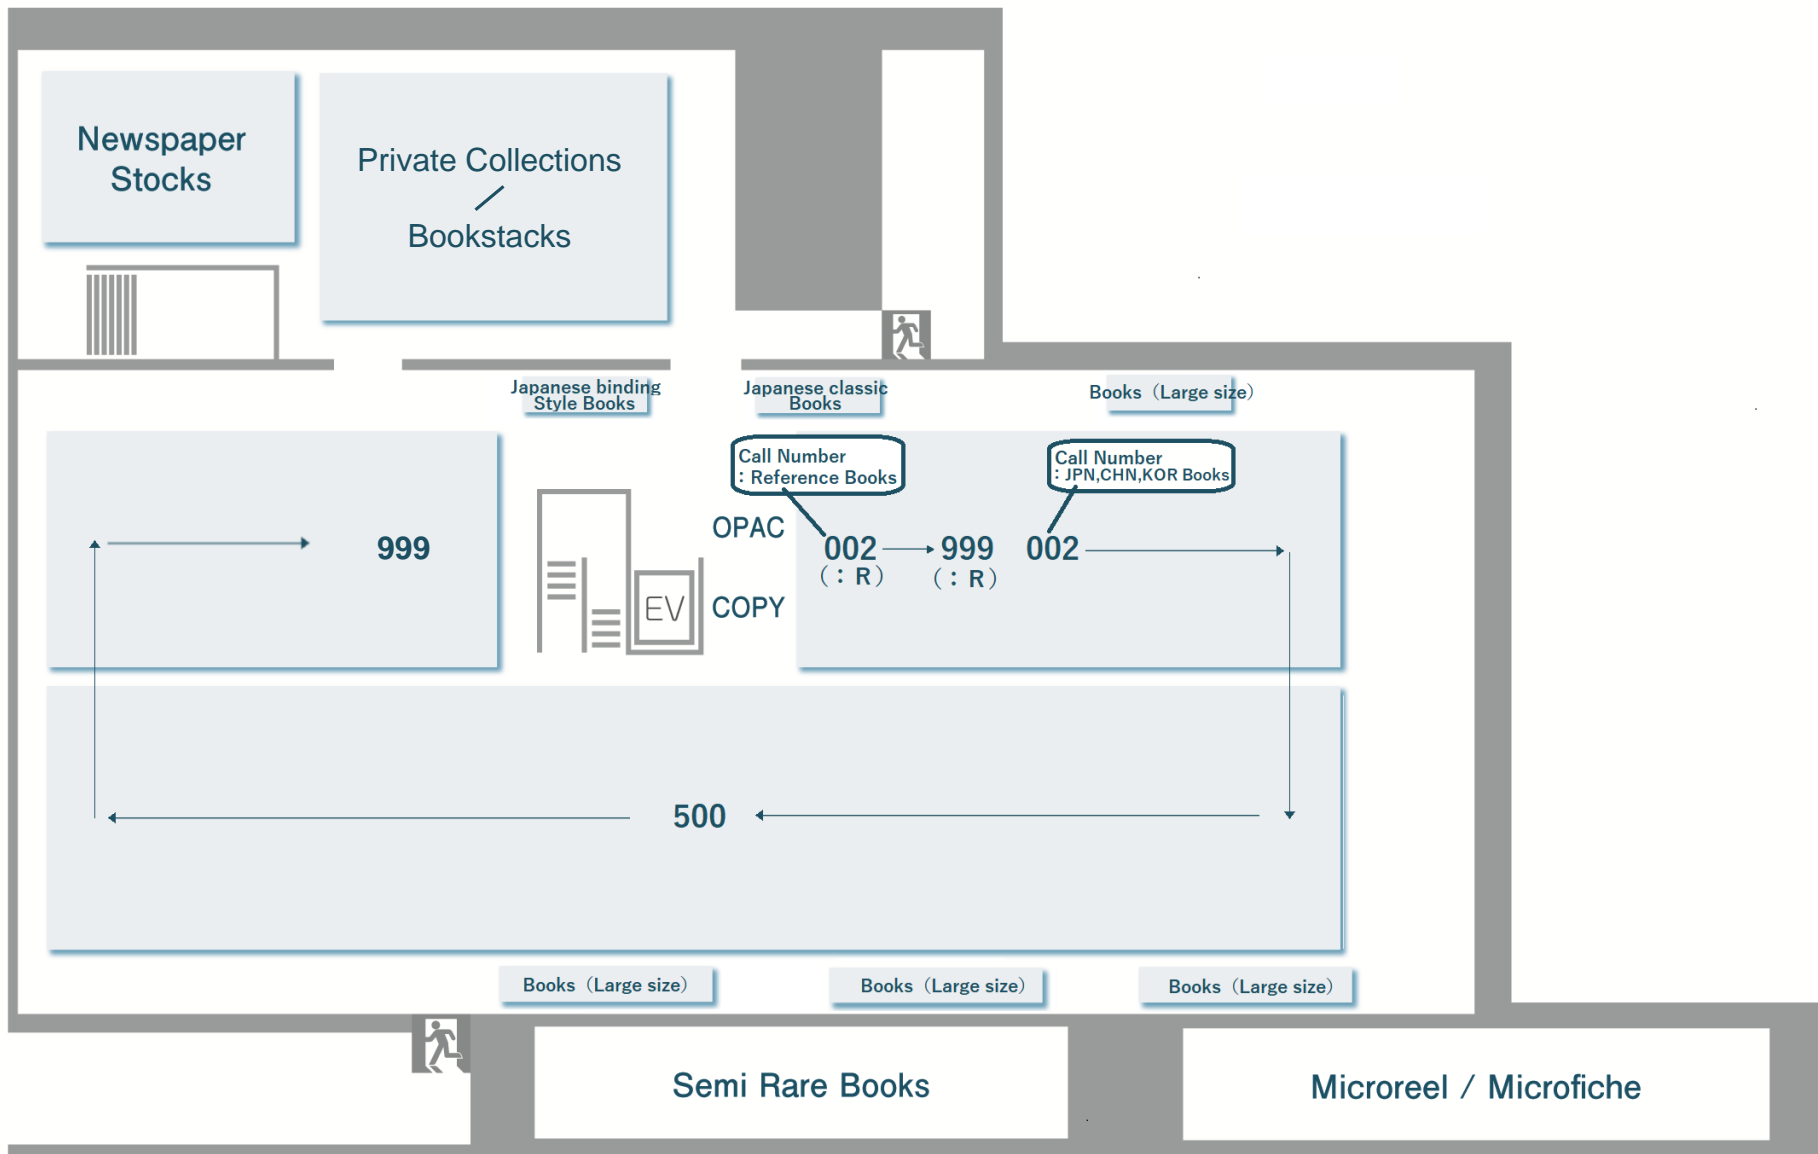 Newspaper
Stocks
Private Collections
／
Bookstacks
Japanese binding
Style Books
Japanese classic
Books
Books（Large size）
Call Number
：Reference Books
Call Number
：JPN,CHN,KOR Books
OPAC
COPY
EV
999
002
（：R）
999
（：R）
002
500
Books（Large size）
Books（Large size）
Books（Large size）
Semi Rare Books
Microreel / Microfiche